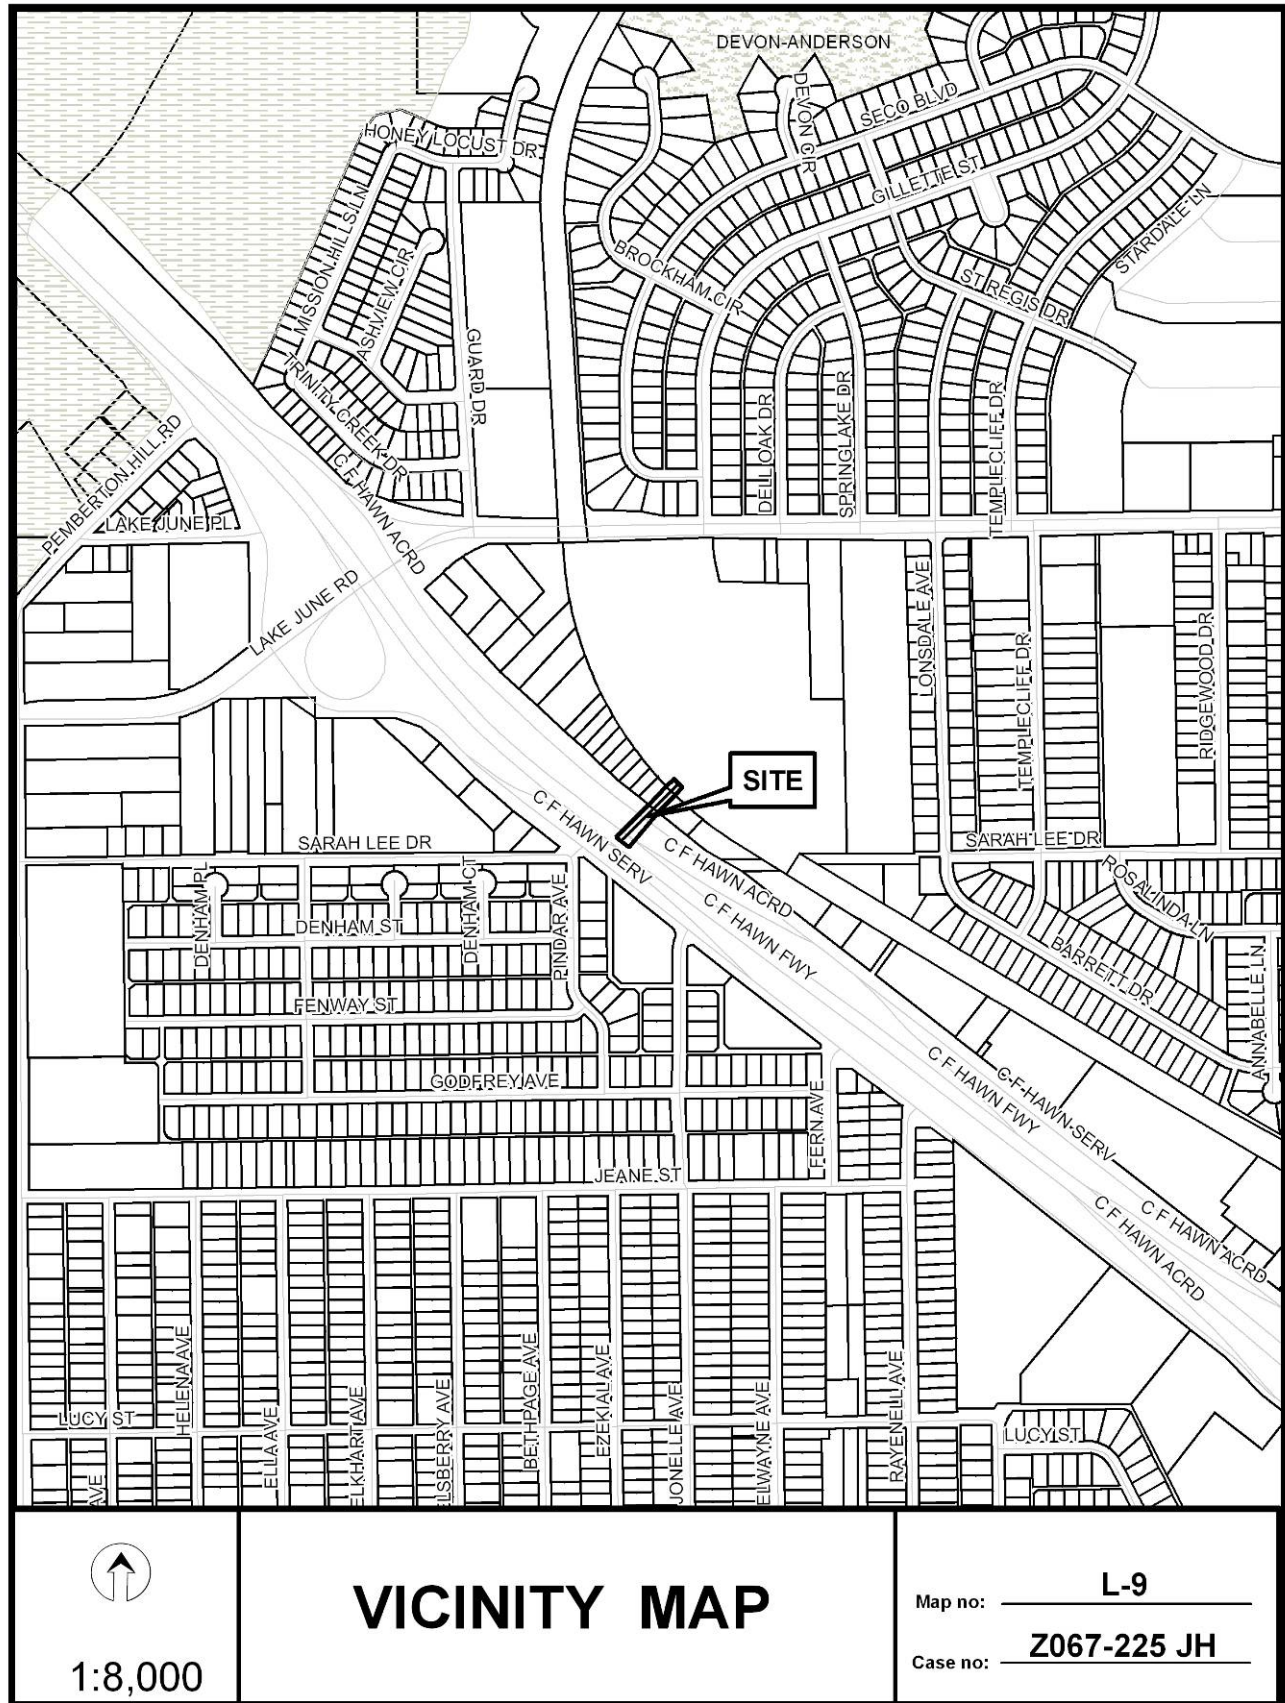 DEVON-ANDERSON
DEVON CIR
SECO BLVD
HONEY LOCUST DR
GILLETTE ST
STARDALE LN
MISSION HILLS LN
ASHVIEW CIR
BROCKHAM CIR
ST REGIS DR
GUARD DR
TRINITY CREEK DR
DELLOAK DR
SPRINGLAKE DR
TEMPLECLIFF DR
PEMBERTON HILL RD
C F HAWN ACRD
LAKE JUNE PL
LAKE JUNE RD
LONSDALE AVE
TEMPLECLIFF DR
RIDGEWOOD DR
SITE
C F HAWN SERV
SARAH LEE DR
C F HAWN ACRD
SARAH LEE DR
ROSALINDA LN
DENHAM PL
DENHAM ST
DENHAM CT
PINDAR AVE
C F HAWN FWY
BARRETT DR
ANNABELLE LN
FENWAY ST
GODFREY AVE
FERN AVE
C F HAWN FWY
C F HAWN SERV
JEANE ST
C F HAWN ACRD
C F HAWN ACRD
HELENA AVE
LUCY ST
AVE
ELLA AVE
ELKHART AVE
ELSBERRY AVE
BETHPAGE AVE
EZEKIAL AVE
JONELLE AVE
ELWAYNE AVE
RAYENELL AVE
LUCY ST
1:8,000
VICINITY MAP
Map no: L-9
Case no: Z067-225 JH